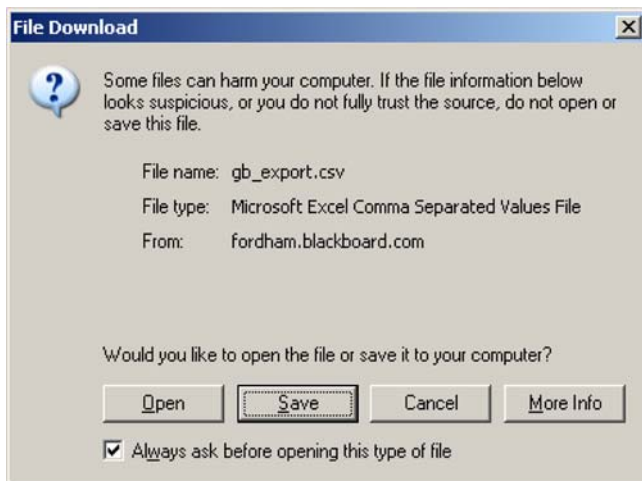 File Download
Some files can harm your computer. If the file information below
looks suspicious, or you do not fully trust the source, do not open or
save this file.
File name: gb_export.csv
File type: Microsoft Excel Comma Separated Values File
From: fordham.blackboard.com
Would you like to open the file or save it to your computer?
Open Save Cancel More Info
Always ask before opening this type of file